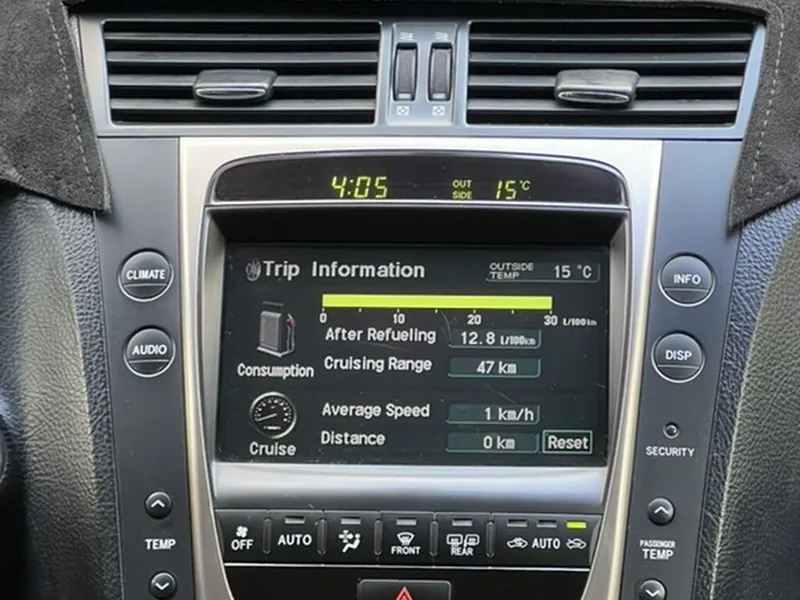 4:05 OUT SIDE 15°C
Trip Information OUTSIDE TEMP 15 °C
0 10 20 30 L/100km
After Refueling 12.8 L/100km
Cruising Range 47 km
Consumption
Average Speed 1 km/h
Distance 0 km Reset
Cruise
CLIMATE
AUDIO
INFO
DISP
SECURITY
TEMP
PASSENGER
TEMP
OFF AUTO FRONT REAR AUTO